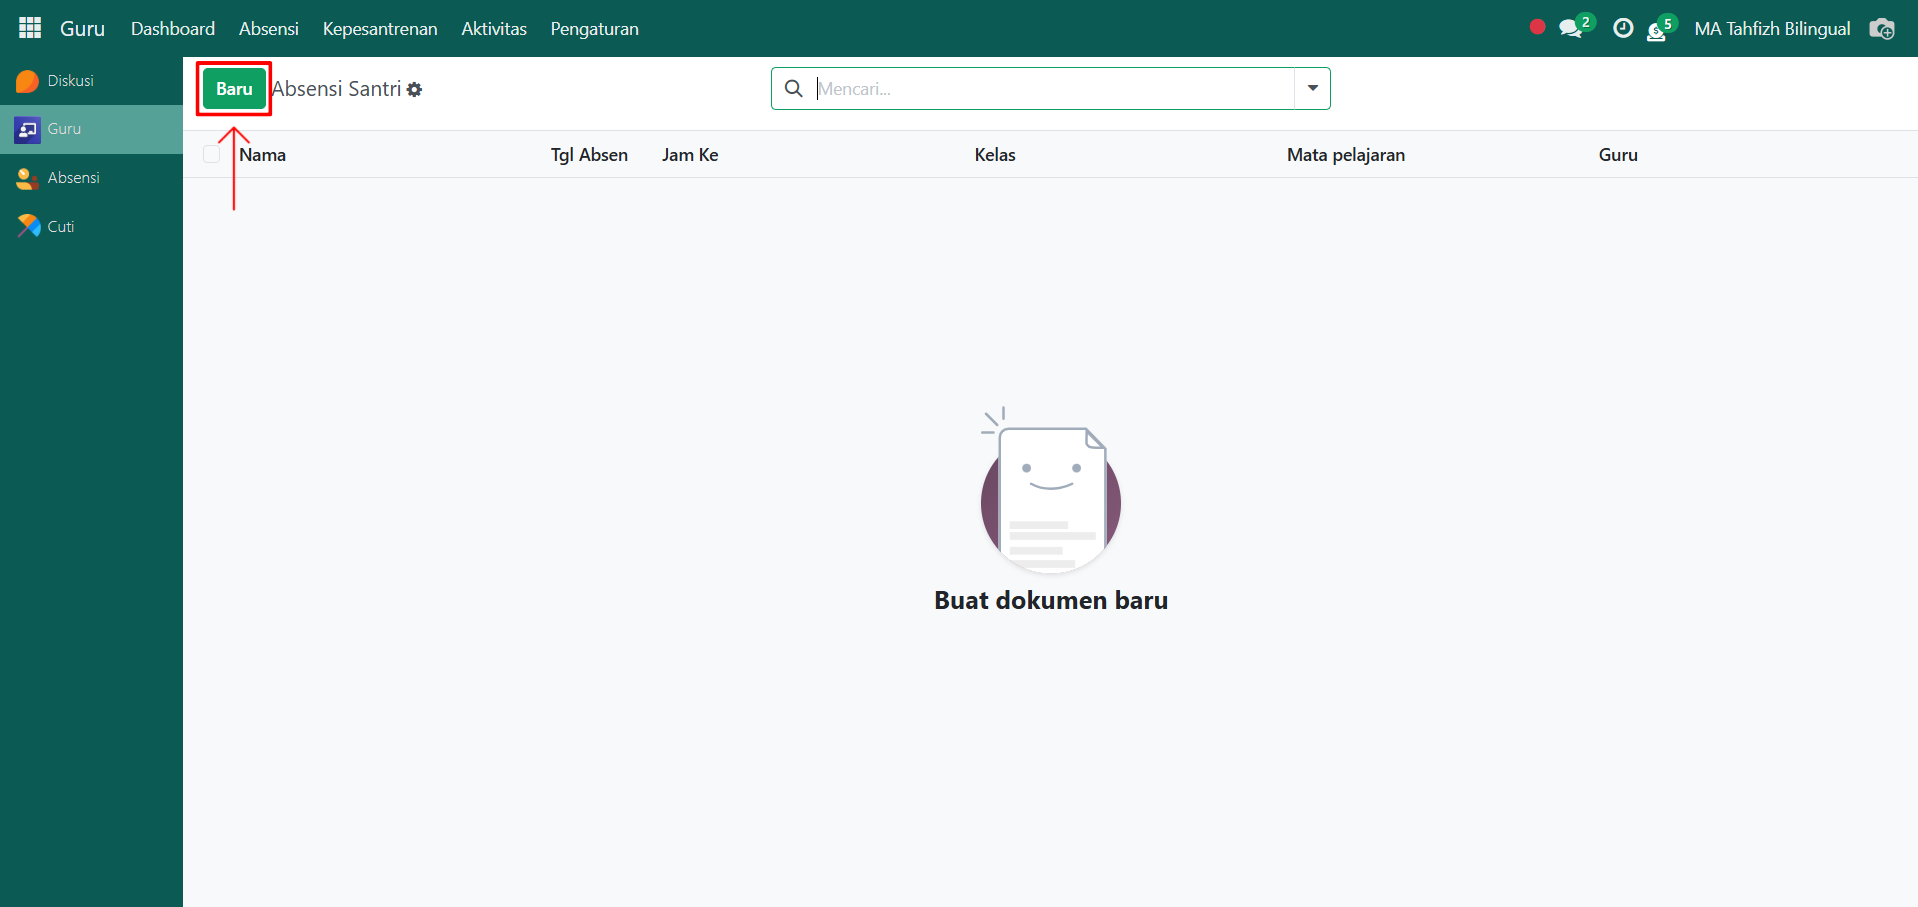 Guru Dashboard Absensi Kepesantrenan Aktivitas Pengaturan 2 5 MA Tahfizh Bilingual
Diskusi
Guru
Absensi
Cuti
Baru Absensi Santri Mencari...
Nama Tgl Absen Jam Ke Kelas Mata pelajaran Guru
Buat dokumen baru